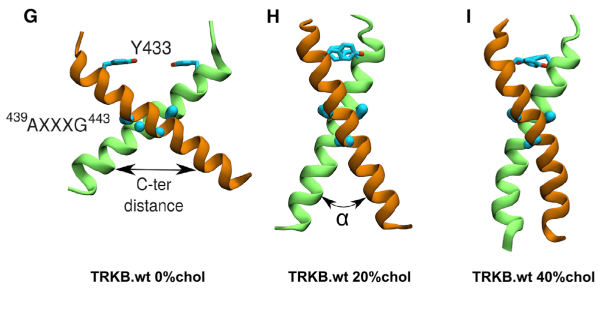 G
H
I
Y433
439AXXXG443
C-ter
distance
α
TRKB.wt 0%chol
TRKB.wt 20%chol
TRKB.wt 40%chol